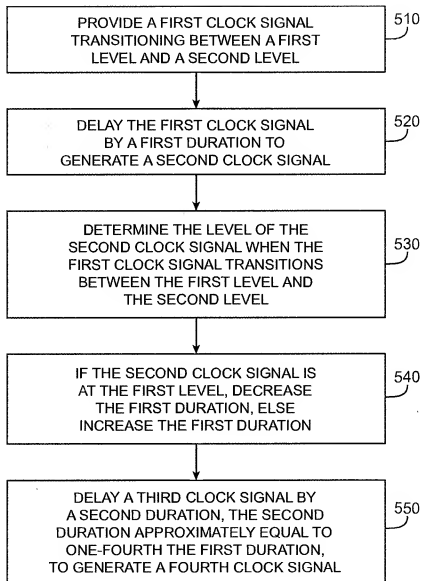 PROVIDE A FIRST CLOCK SIGNAL
TRANSITIONING BETWEEN A FIRST
LEVEL AND A SECOND LEVEL
510
DELAY THE FIRST CLOCK SIGNAL
BY A FIRST DURATION TO
GENERATE A SECOND CLOCK SIGNAL
520
DETERMINE THE LEVEL OF THE
SECOND CLOCK SIGNAL WHEN THE
FIRST CLOCK SIGNAL TRANSITIONS
BETWEEN THE FIRST LEVEL AND
THE SECOND LEVEL
530
IF THE SECOND CLOCK SIGNAL IS
AT THE FIRST LEVEL, DECREASE
THE FIRST DURATION, ELSE
INCREASE THE FIRST DURATION
540
DELAY A THIRD CLOCK SIGNAL BY
A SECOND DURATION, THE SECOND
DURATION APPROXIMATELY EQUAL TO
ONE-FOURTH THE FIRST DURATION,
TO GENERATE A FOURTH CLOCK SIGNAL
550